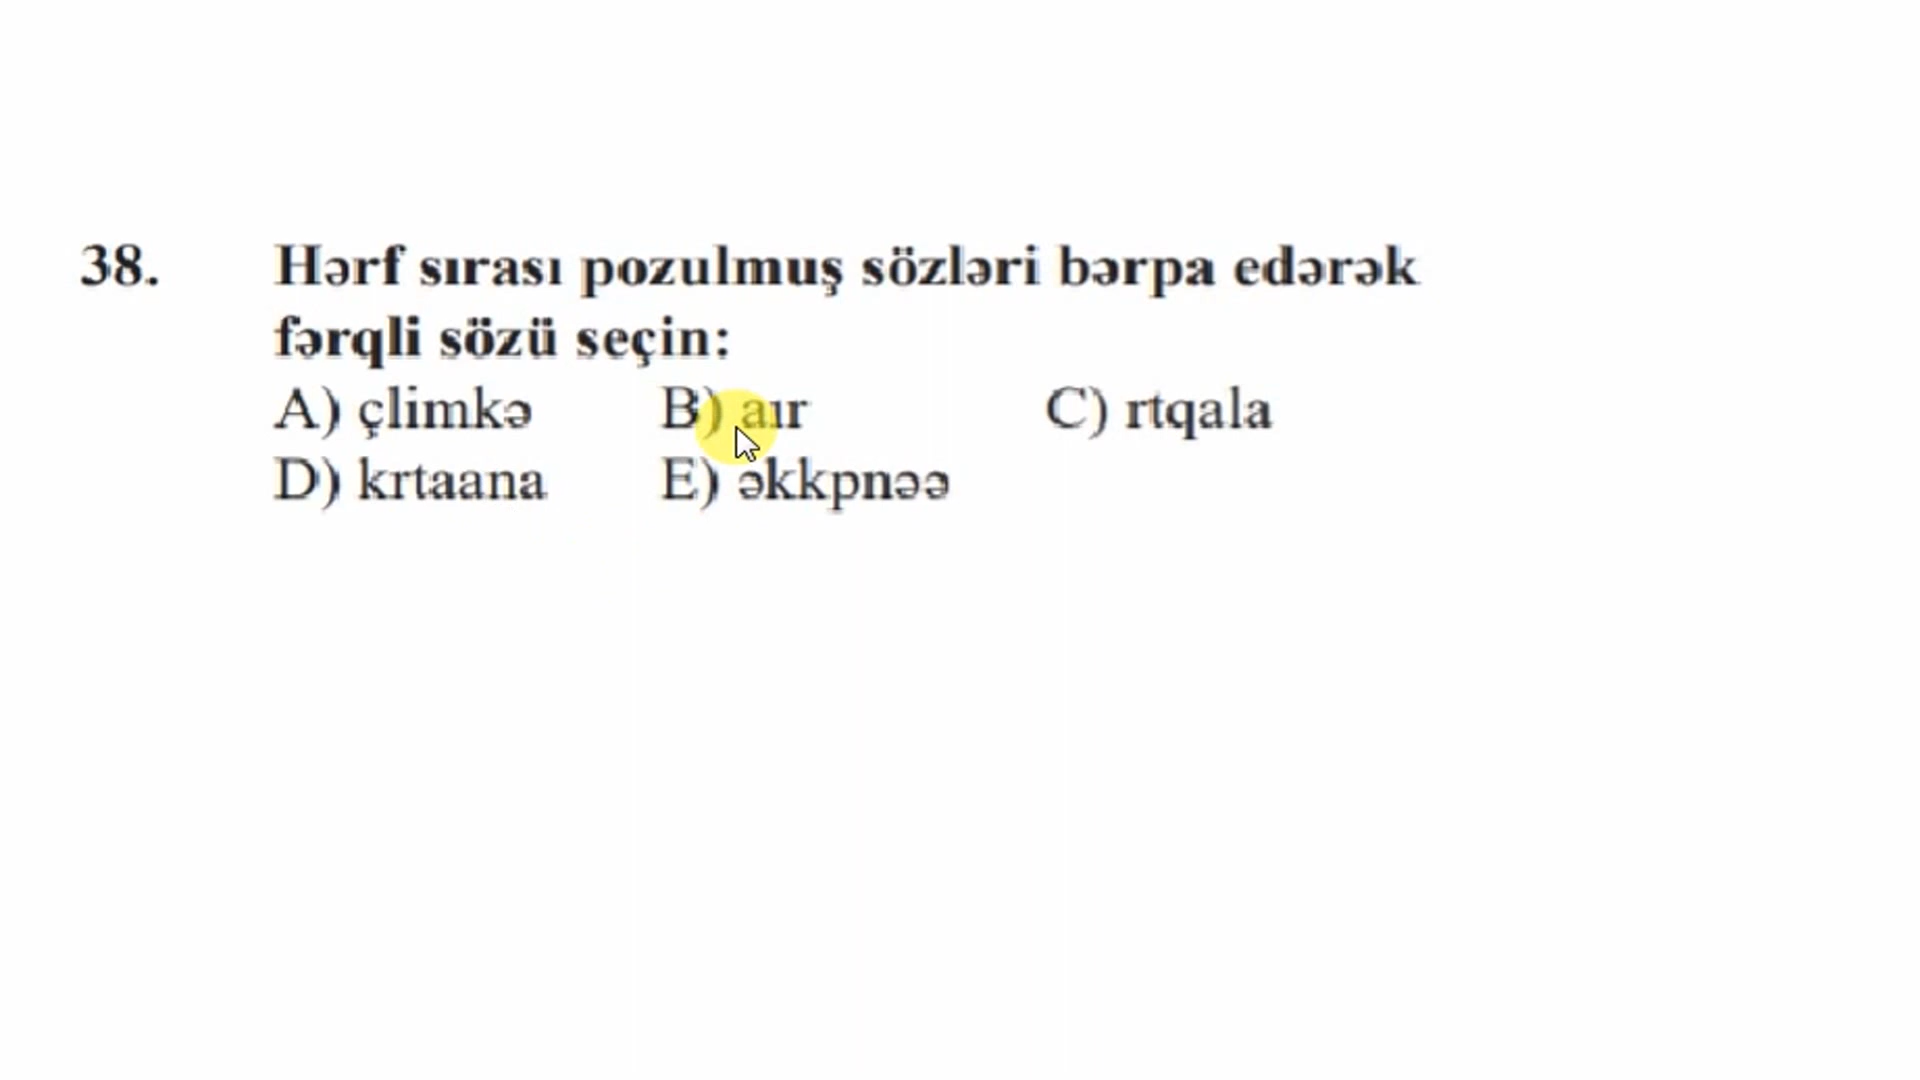 38. Hərf sırası pozulmuş sözləri bərpa edərək
fərqli sözü seçin:
A) çlimkə B) aır C) rtqala
D) krtaana E) əkkpnəə